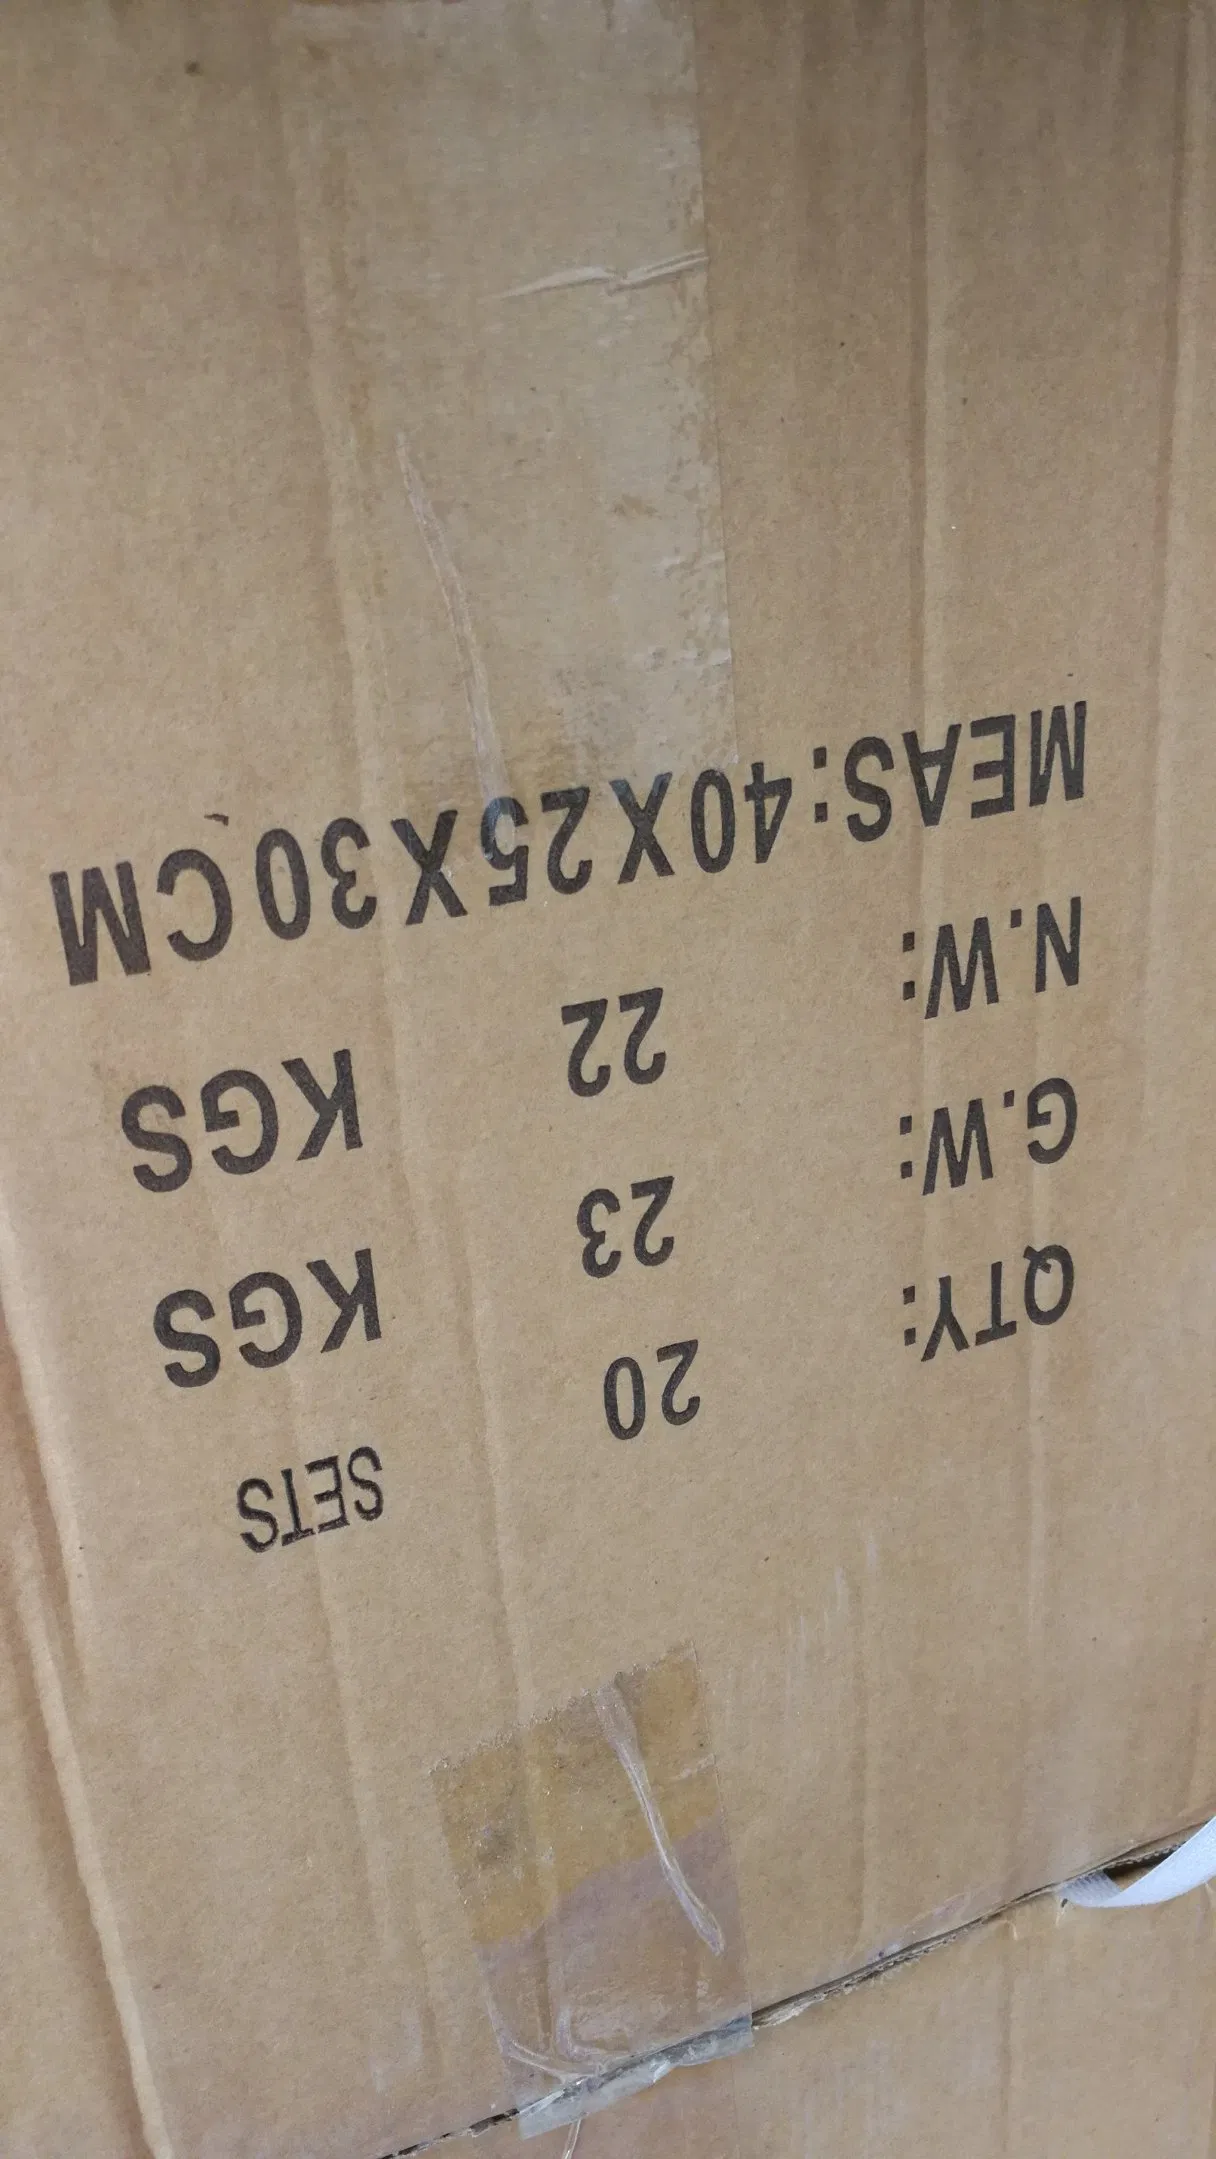 QTY: 20 SETS
G.W: 23 KGS
N.W: 22 KGS
MEAS:40X25X30CM